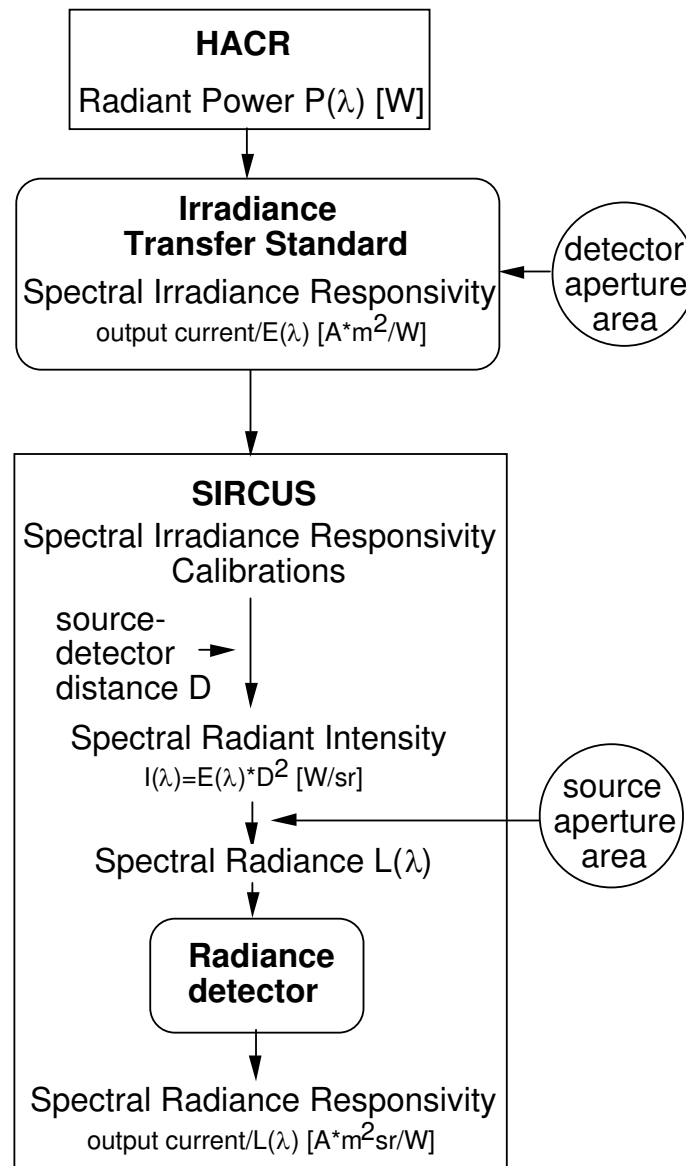 HACR
Radiant Power P(λ) [W]
Irradiance
Transfer Standard
Spectral Irradiance Responsivity
output current/E(λ) [A*m²/W]
detector
aperture
area
SIRCUS
Spectral Irradiance Responsivity
Calibrations
source-
detector
distance D
Spectral Radiant Intensity
I(λ)=E(λ)*D² [W/sr]
source
aperture
area
Spectral Radiance L(λ)
Radiance
detector
Spectral Radiance Responsivity
output current/L(λ) [A*m²sr/W]